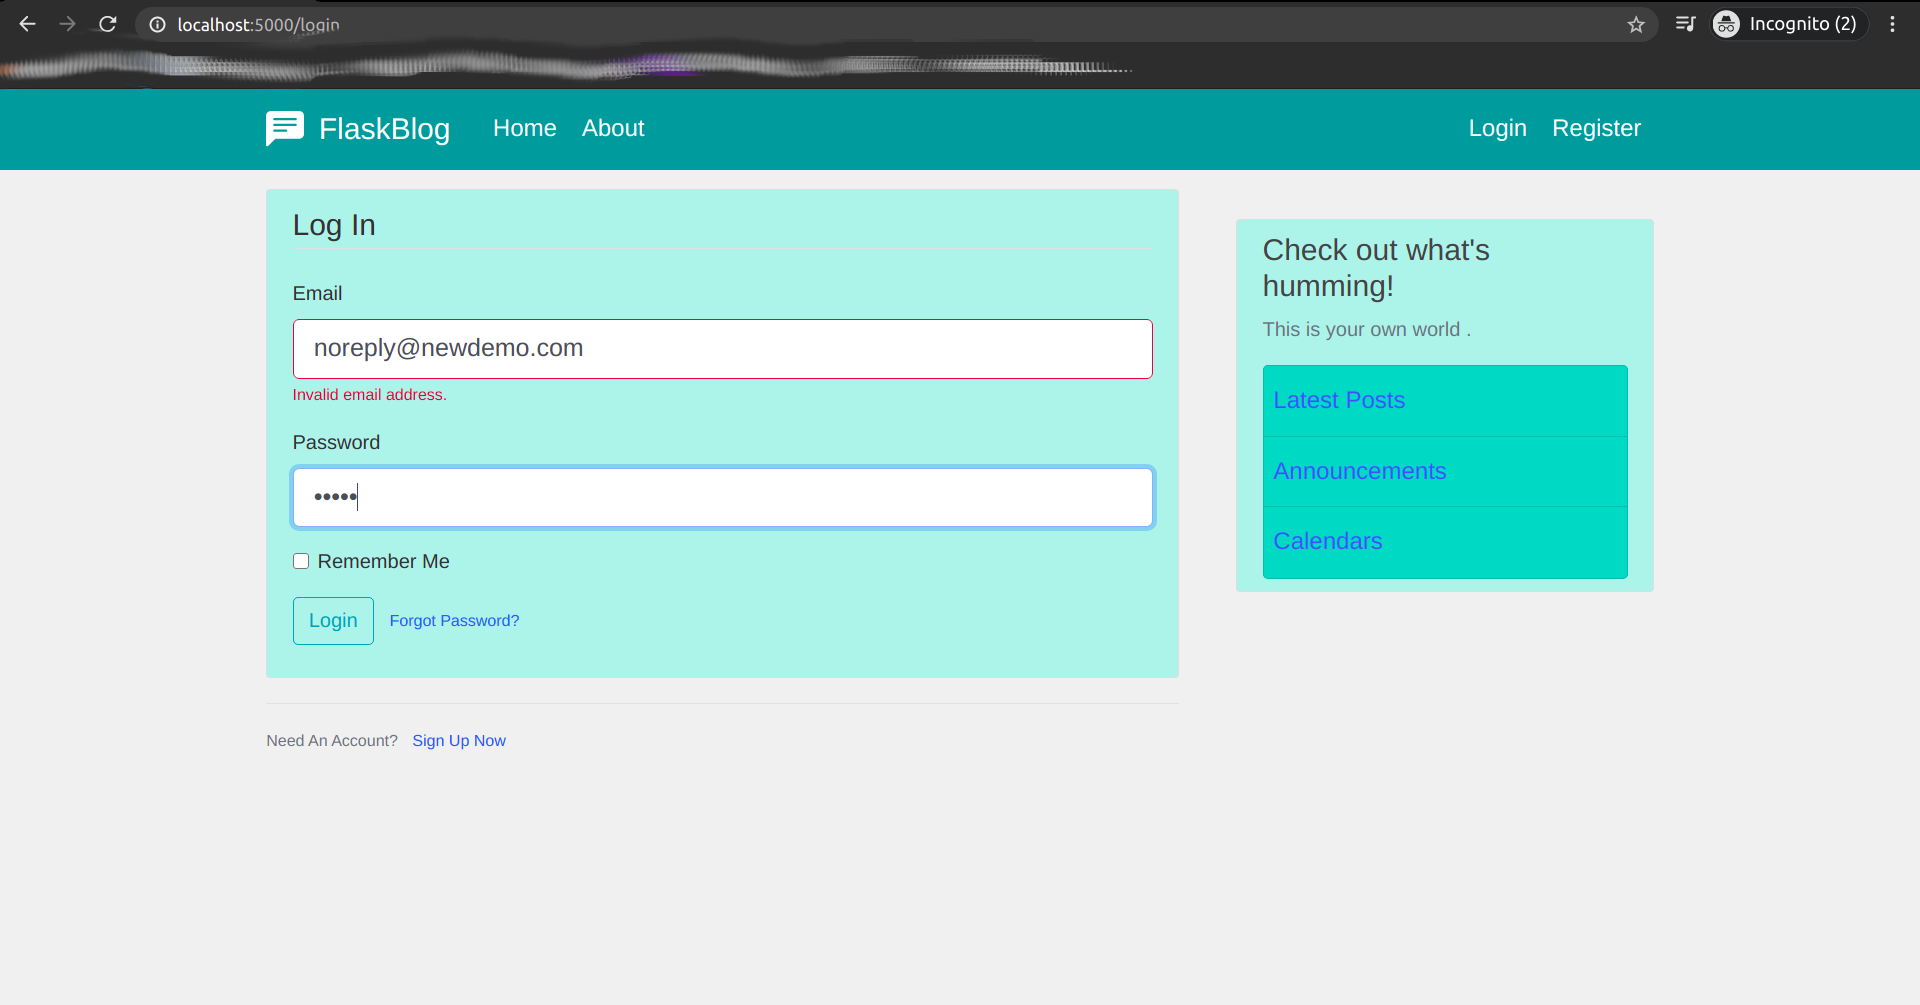 localhost:5000/login
Incognito (2)
FlaskBlog Home About Login Register
Log In
Email
noreply@newdemo.com
Invalid email address.
Password
•••••
Remember Me
Login Forgot Password?
Need An Account? Sign Up Now
Check out what's
humming!
This is your own world .
Latest Posts
Announcements
Calendars